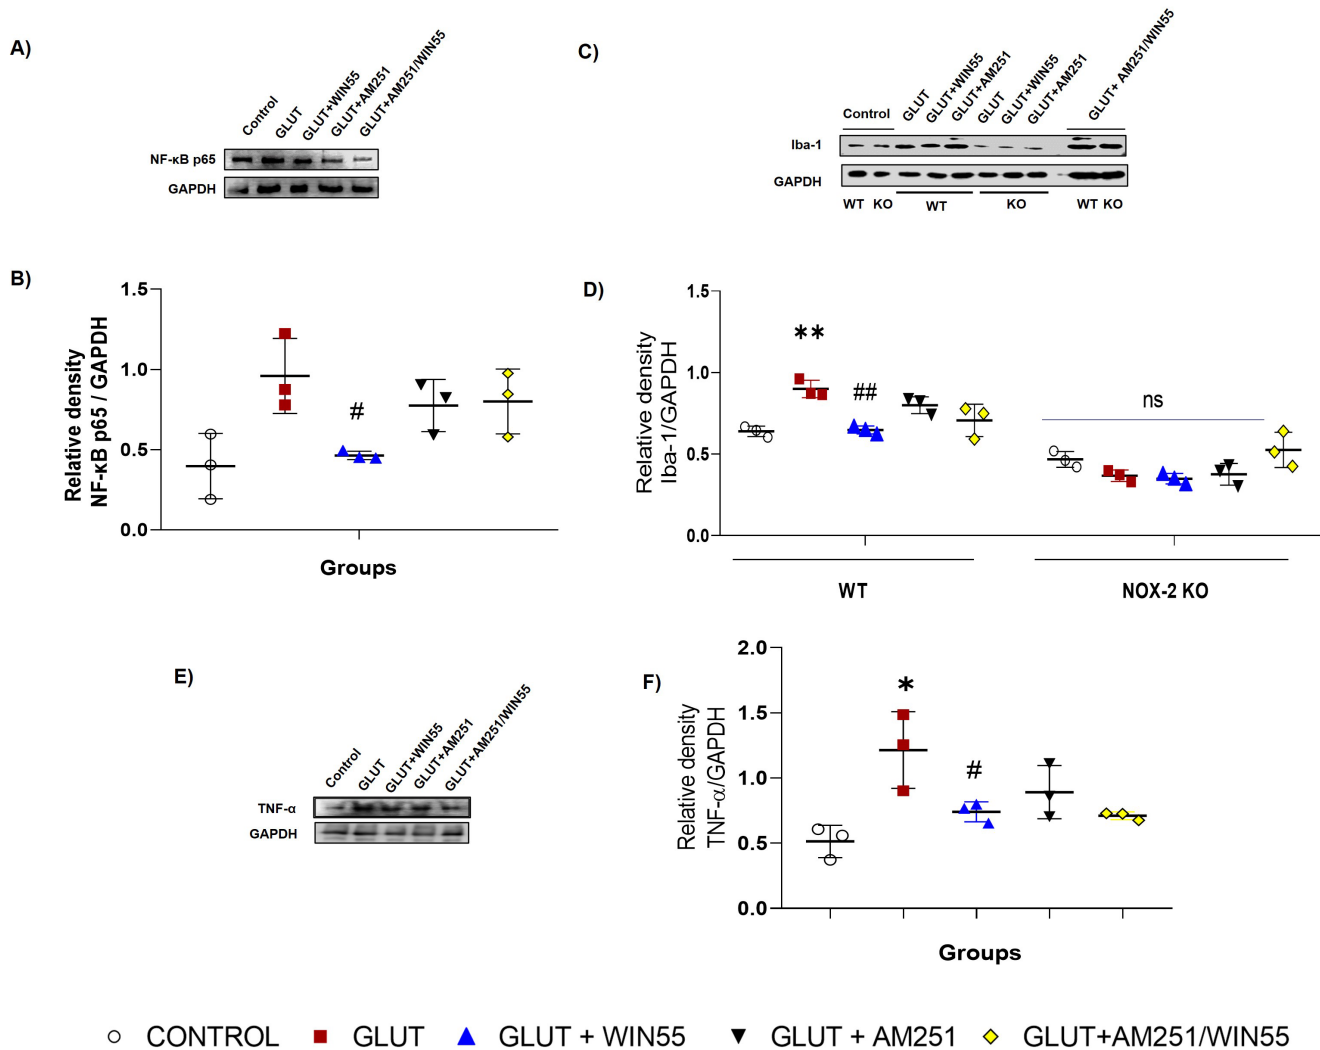 A)
Control
GLUT
GLUT+WIN55
GLUT+AM251
GLUT+AM251/WIN55
NF-κB p65
GAPDH
C)
Control
GLUT
GLUT+WIN55
GLUT+AM251
GLUT
GLUT+WIN55
GLUT+AM251
GLUT+ AM251/WIN55
Iba-1
GAPDH
WT KO
WT
KO
WT KO
B)
Relative density
NF-κB p65 / GAPDH
1.5
1.0
0.5
0.0
#
Groups
D)
Relative density
Iba-1/GAPDH
1.5
1.0
0.5
0.0
**
##
ns
WT
NOX-2 KO
E)
Control
GLUT
GLUT+WIN55
GLUT+AM251
GLUT+AM251/WIN55
TNF-α
GAPDH
F)
Relative density
TNF-α/GAPDH
2.0
1.5
1.0
0.5
0.0
*
#
Groups
CONTROL GLUT GLUT + WIN55 GLUT + AM251 GLUT+AM251/WIN55